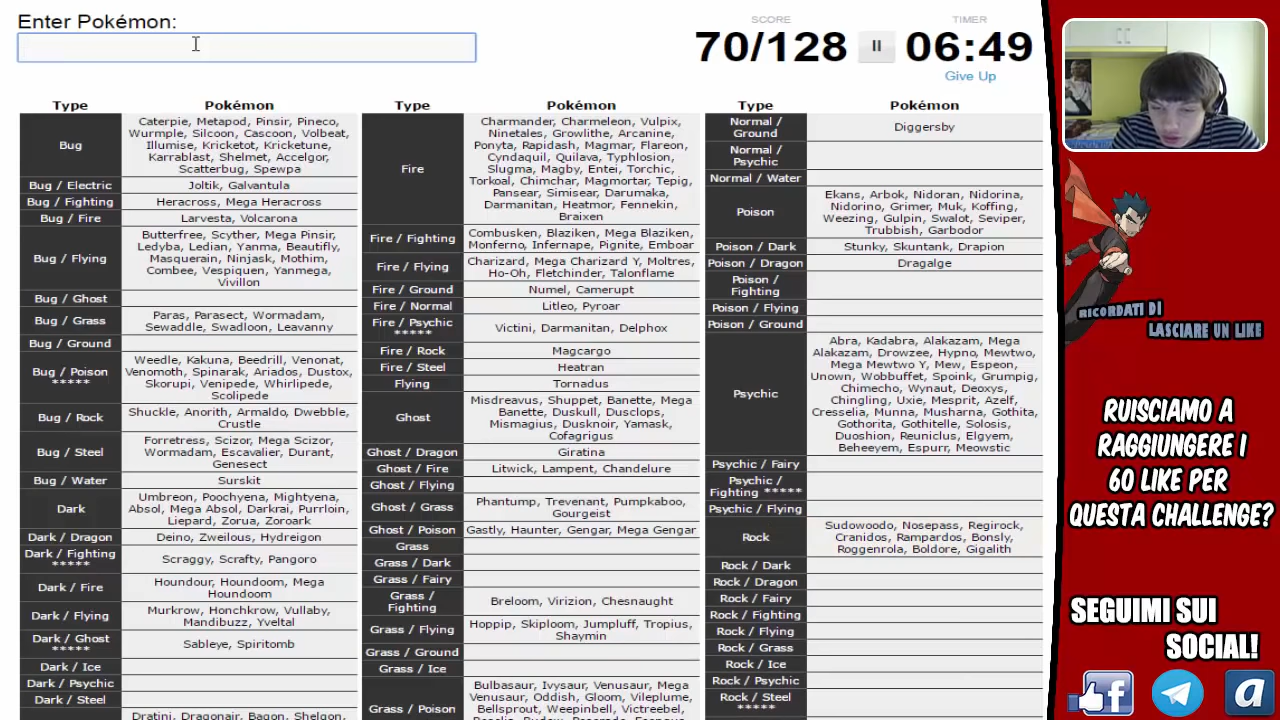 Enter Pokémon:
SCORE
70/128
TIMER
06:49
Give Up
Type Pokémon
Bug
Caterpie, Metapod, Pinsir, Pineco,
Wurmple, Silcoon, Cascoon, Volbeat,
Illumise, Kricketot, Kricketune,
Karrablast, Shelmet, Accelgor,
Scatterbug, Spewpa
Bug / Electric
Joltik, Galvantula
Bug / Fighting
Heracross, Mega Heracross
Bug / Fire
Larvesta, Volcarona
Bug / Flying
Butterfree, Scyther, Mega Pinsir,
Ledyba, Ledian, Yanma, Beautifly,
Masquerain, Ninjask, Mothim,
Combee, Vespiquen, Yanmega,
Vivillon
Bug / Ghost
Bug / Grass
Paras, Parasect, Wormadam,
Sewaddle, Swadloon, Leavanny
Bug / Ground
Bug / Poison
*****
Weedle, Kakuna, Beedrill, Venonat,
Venomoth, Spinarak, Ariados, Dustox,
Skorupi, Venipede, Whirlipede,
Scolipede
Bug / Rock
Shuckle, Anorith, Armaldo, Dwebble,
Crustle
Bug / Steel
Forretress, Scizor, Mega Scizor,
Wormadam, Escavalier, Durant,
Genesect
Bug / Water
Surskit
Dark
Umbreon, Poochyena, Mightyena,
Absol, Mega Absol, Darkrai, Purrloin,
Liepard, Zorua, Zoroark
Dark / Dragon
Deino, Zweilous, Hydreigon
Dark / Fighting
*****
Scraggy, Scrafty, Pangoro
Dark / Fire
Houndour, Houndoom, Mega
Houndoom
Dark / Flying
Murkrow, Honchkrow, Vullaby,
Mandibuzz, Yveltal
Dark / Ghost
*****
Sableye, Spiritomb
Dark / Ice
Dark / Psychic
Dark / Steel
Dratini, Dragonair, Bagon, Shelgon,
Type Pokémon
Fire
Charmander, Charmeleon, Vulpix,
Ninetales, Growlithe, Arcanine,
Ponyta, Rapidash, Magmar, Flareon,
Cyndaquil, Quilava, Typhlosion,
Slugma, Magby, Entei, Torchic,
Torkoal, Chimchar, Magmortar, Tepig,
Pansear, Simisear, Darumaka,
Darmanitan, Heatmor, Fennekin,
Braixen
Fire / Fighting
Combusken, Blaziken, Mega Blaziken,
Monferno, Infernape, Pignite, Emboar
Fire / Flying
Charizard, Mega Charizard Y, Moltres,
Ho-Oh, Fletchinder, Talonflame
Fire / Ground
Numel, Camerupt
Fire / Normal
Litleo, Pyroar
Fire / Psychic
*****
Victini, Darmanitan, Delphox
Fire / Rock
Magcargo
Fire / Steel
Heatran
Flying
Tornadus
Ghost
Misdreavus, Shuppet, Banette, Mega
Banette, Duskull, Dusclops,
Mismagius, Dusknoir, Yamask,
Cofagrigus
Ghost / Dragon
Giratina
Ghost / Fire
Litwick, Lampent, Chandelure
Ghost / Flying
Ghost / Grass
Phantump, Trevenant, Pumpkaboo,
Gourgeist
Ghost / Poison
Gastly, Haunter, Gengar, Mega Gengar
Grass
Grass / Dark
Grass / Fairy
Grass /
Fighting
Breloom, Virizion, Chesnaught
Grass / Flying
Hoppip, Skiploom, Jumpluff, Tropius,
Shaymin
Grass / Ground
Grass / Ice
Grass / Poison
Bulbasaur, Ivysaur, Venusaur, Mega
Venusaur, Oddish, Gloom, Vileplume,
Bellsprout, Weepinbell, Victreebel,
Type Pokémon
Normal /
Ground
Diggersby
Normal /
Psychic
Normal / Water
Poison
Ekans, Arbok, Nidoran, Nidorina,
Nidorino, Grimer, Muk, Koffing,
Weezing, Gulpin, Swalot, Seviper,
Trubbish, Garbodor
Poison / Dark
Stunky, Skuntank, Drapion
Poison / Dragon
Dragalge
Poison /
Fighting
Poison / Flying
Poison / Ground
Psychic
Abra, Kadabra, Alakazam, Mega
Alakazam, Drowzee, Hypno, Mewtwo,
Mega Mewtwo Y, Mew, Espeon,
Unown, Wobbuffet, Spoink, Grumpig,
Chimecho, Wynaut, Deoxys,
Chingling, Uxie, Mesprit, Azelf,
Cresselia, Munna, Musharna, Gothita,
Gothorita, Gothitelle, Solosis,
Duosion, Reuniclus, Elgyem,
Beheeyem, Espurr, Meowstic
Psychic / Fairy
Psychic /
Fighting *****
Psychic / Flying
Rock
Sudowoodo, Nosepass, Regirock,
Cranidos, Rampardos, Bonsly,
Roggenrola, Boldore, Gigalith
Rock / Dark
Rock / Dragon
Rock / Fairy
Rock / Fighting
Rock / Flying
Rock / Grass
Rock / Ice
Rock / Psychic
Rock / Steel
*****
RICORDATI DI
LASCIARE UN LIKE
RUISCIAMO A
RAGGIUNGERE I
60 LIKE PER
QUESTA CHALLENGE?
SEGUIMI SUI
SOCIAL!
f
a